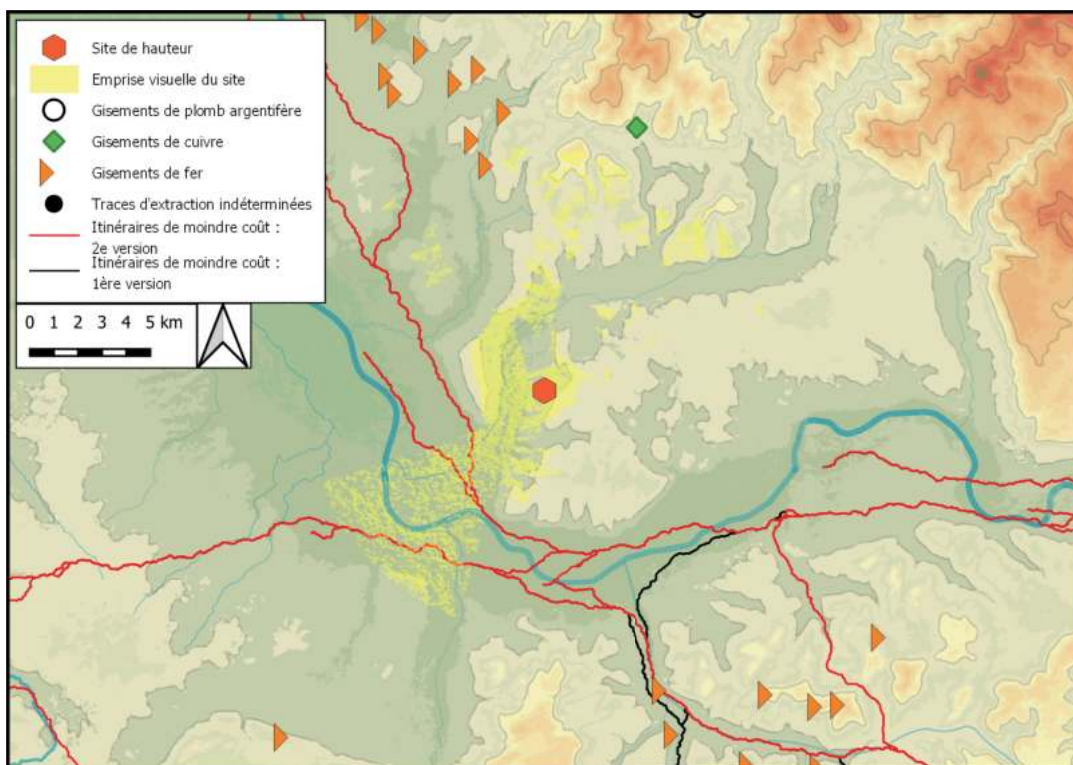 Site de hauteur
Emprise visuelle du site
Gisements de plomb argentifère
Gisements de cuivre
Gisements de fer
Traces d'extraction indéterminées
Itinéraires de moindre coût :
2e version
Itinéraires de moindre coût :
1ère version
0 1 2 3 4 5 km